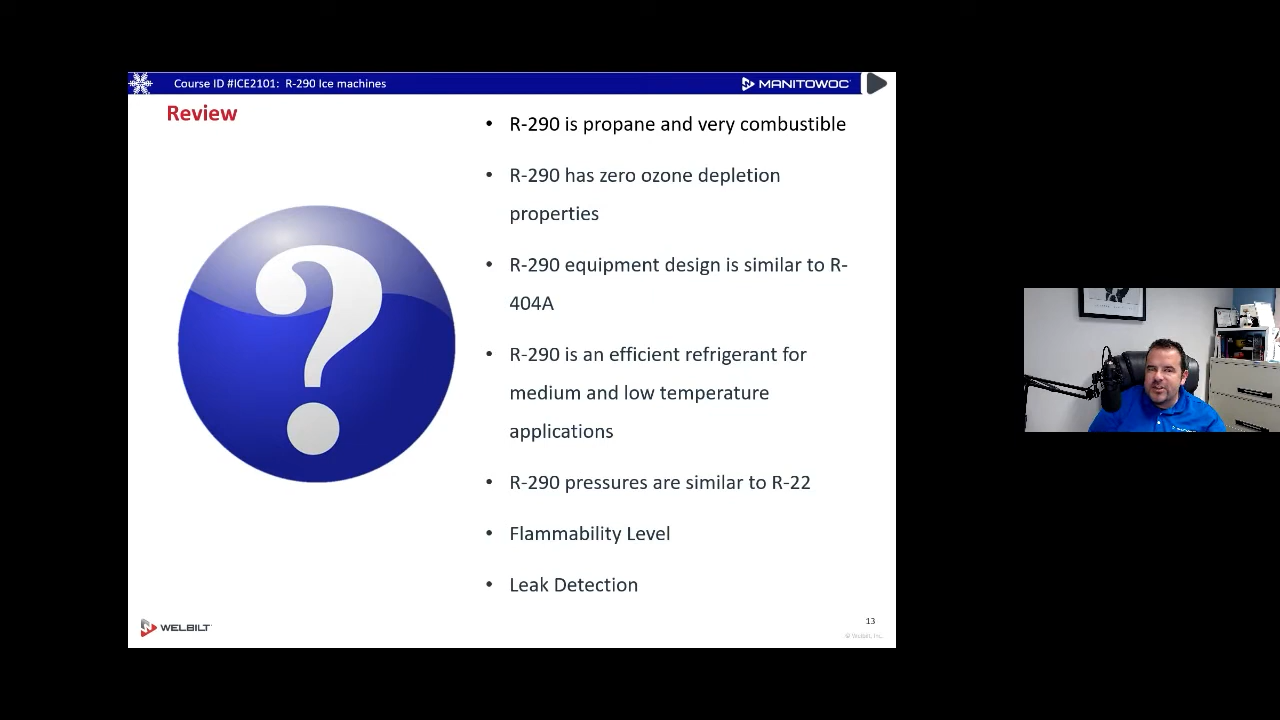 Course ID #ICE2101: R-290 Ice machines
MANITOWOC
Review
• R-290 is propane and very combustible
• R-290 has zero ozone depletion
properties
• R-290 equipment design is similar to R-
404A
• R-290 is an efficient refrigerant for
medium and low temperature
applications
• R-290 pressures are similar to R-22
• Flammability Level
• Leak Detection
WELBILT
13
© Welbilt, Inc.